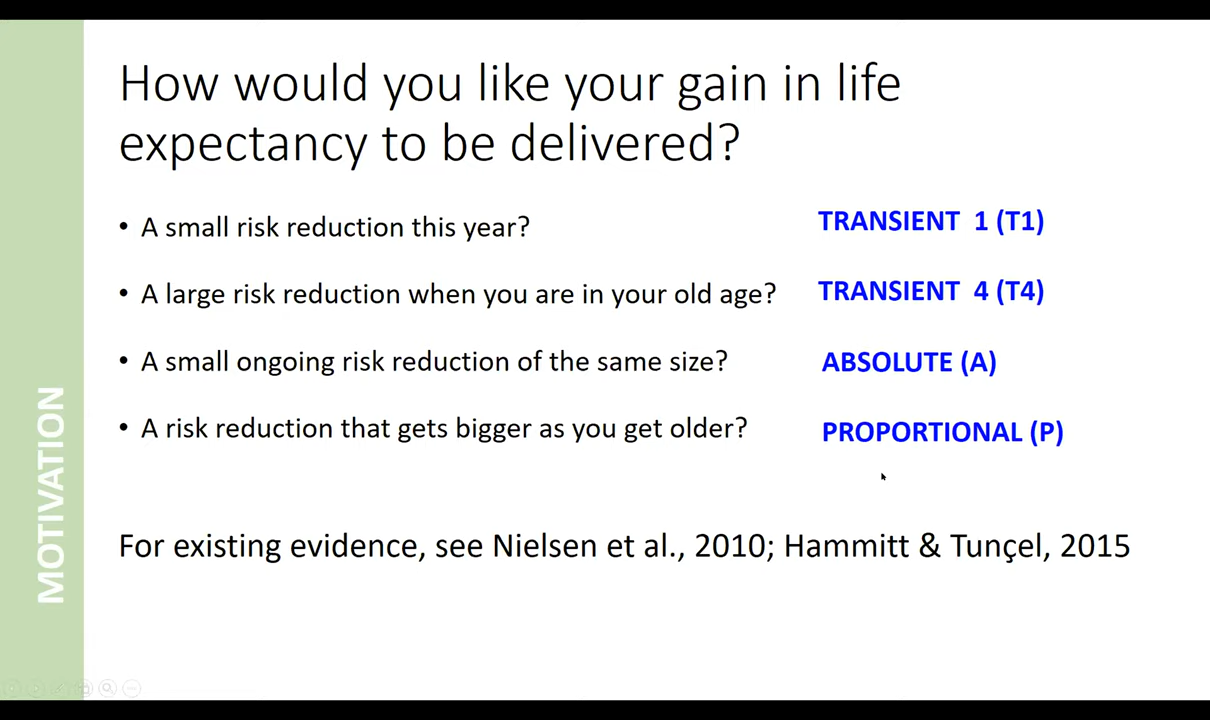 How would you like your gain in life
expectancy to be delivered?
• A small risk reduction this year? TRANSIENT 1 (T1)
• A large risk reduction when you are in your old age? TRANSIENT 4 (T4)
• A small ongoing risk reduction of the same size? ABSOLUTE (A)
• A risk reduction that gets bigger as you get older? PROPORTIONAL (P)
MOTIVATION
For existing evidence, see Nielsen et al., 2010; Hammitt & Tunçel, 2015